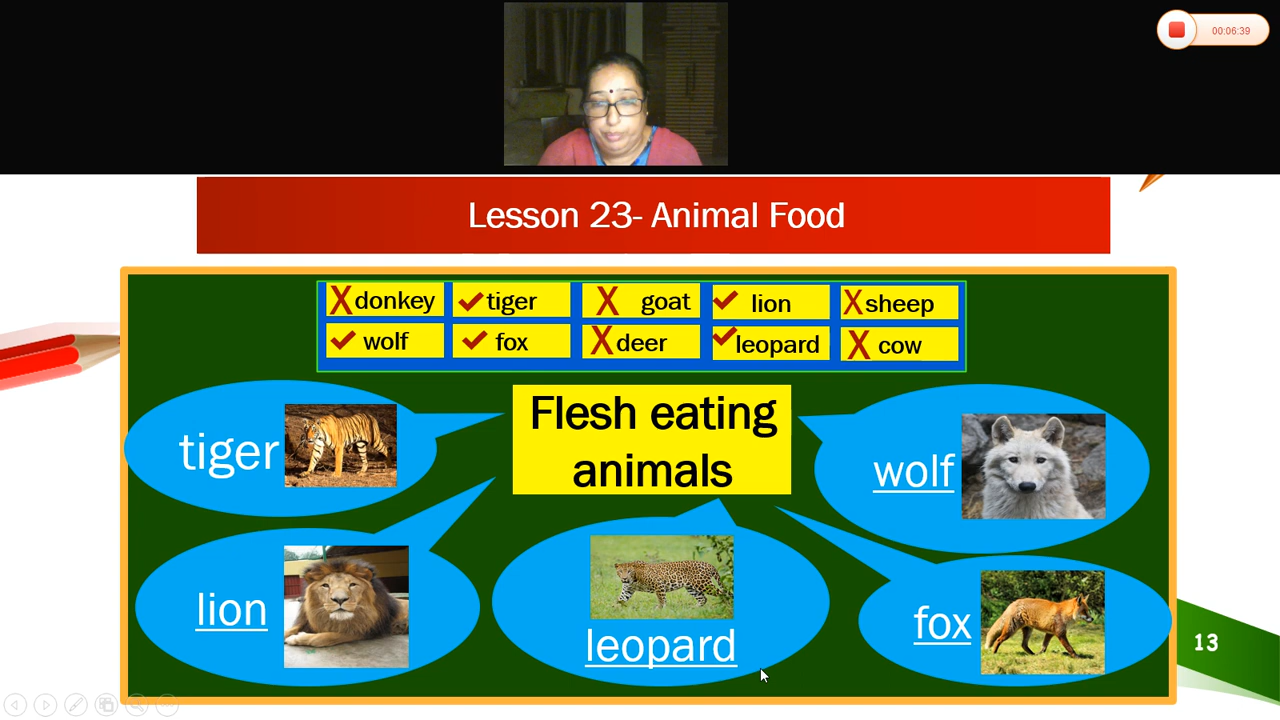 00:06:39
Lesson 23- Animal Food
X donkey ✓ tiger X goat ✓ lion X sheep
✓ wolf ✓ fox X deer ✓ leopard X cow
Flesh eating
animals
tiger
wolf
lion
leopard
fox
13